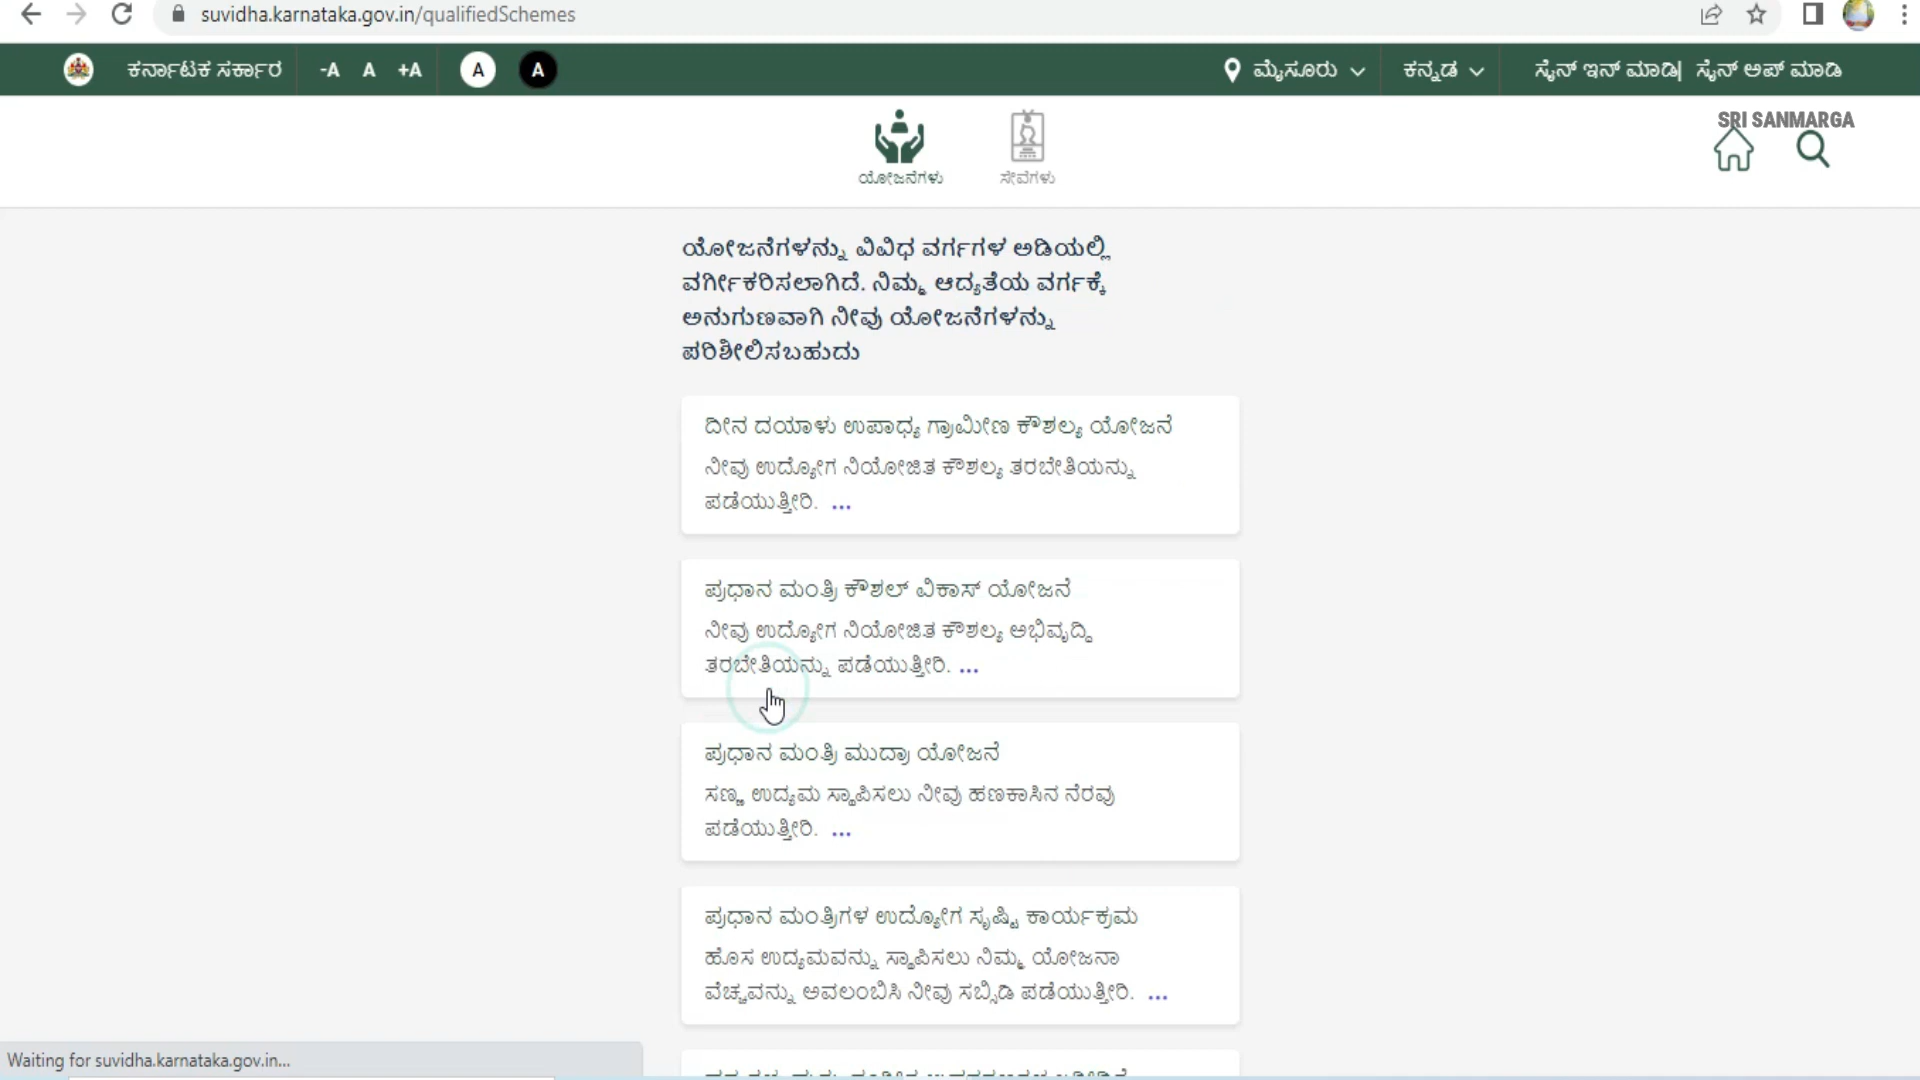 suvidha.karnataka.gov.in/qualifiedSchemes
ಕರ್ನಾಟಕ ಸರ್ಕಾರ -A A +A A A ಮೈಸೂರು ಕನ್ನಡ ಸೈನ್ ಇನ್ ಮಾಡಿ| ಸೈನ್ ಅಪ್ ಮಾಡಿ
SRI SANMARGA
ಯೋಜನೆಗಳು ಸೇವೆಗಳು
ಯೋಜನೆಗಳನ್ನು ವಿವಿಧ ವರ್ಗಗಳ ಅಡಿಯಲ್ಲಿ
ವರ್ಗೀಕರಿಸಲಾಗಿದೆ. ನಿಮ್ಮ ಆದ್ಯತೆಯ ವರ್ಗಕ್ಕೆ
ಅನುಗುಣವಾಗಿ ನೀವು ಯೋಜನೆಗಳನ್ನು
ಪರಿಶೀಲಿಸಬಹುದು
ದೀನ ದಯಾಳು ಉಪಾಧ್ಯ ಗ್ರಾಮೀಣ ಕೌಶಲ್ಯ ಯೋಜನೆ
ನೀವು ಉದ್ಯೋಗ ನಿಯೋಜಿತ ಕೌಶಲ್ಯ ತರಬೇತಿಯನ್ನು
ಪಡೆಯುತ್ತೀರಿ. ...
ಪ್ರಧಾನ ಮಂತ್ರಿ ಕೌಶಲ್ ವಿಕಾಸ್ ಯೋಜನೆ
ನೀವು ಉದ್ಯೋಗ ನಿಯೋಜಿತ ಕೌಶಲ್ಯ ಅಭಿವೃದ್ಧಿ
ತರಬೇತಿಯನ್ನು ಪಡೆಯುತ್ತೀರಿ. ...
ಪ್ರಧಾನ ಮಂತ್ರಿ ಮುದ್ರಾ ಯೋಜನೆ
ಸಣ್ಣ ಉದ್ಯಮ ಸ್ಥಾಪಿಸಲು ನೀವು ಹಣಕಾಸಿನ ನೆರವು
ಪಡೆಯುತ್ತೀರಿ. ...
ಪ್ರಧಾನ ಮಂತ್ರಿಗಳ ಉದ್ಯೋಗ ಸೃಷ್ಟಿ ಕಾರ್ಯಕ್ರಮ
ಹೊಸ ಉದ್ಯಮವನ್ನು ಸ್ಥಾಪಿಸಲು ನಿಮ್ಮ ಯೋಜನಾ
ವೆಚ್ಚವನ್ನು ಅವಲಂಬಿಸಿ ನೀವು ಸಬ್ಸಿಡಿ ಪಡೆಯುತ್ತೀರಿ. ...
Waiting for suvidha.karnataka.gov.in...